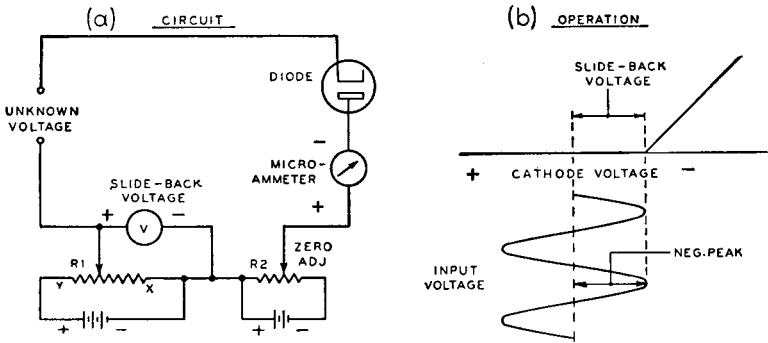 (a) CIRCUIT
DIODE
UNKNOWN
VOLTAGE
-
MICRO-
AMMETER
+
SLIDE-BACK
VOLTAGE
+ V -
R1
Y X
+ -
R2
ZERO
ADJ
+ -
(b) OPERATION
SLIDE-BACK
VOLTAGE
+ CATHODE VOLTAGE -
NEG. PEAK
INPUT
VOLTAGE